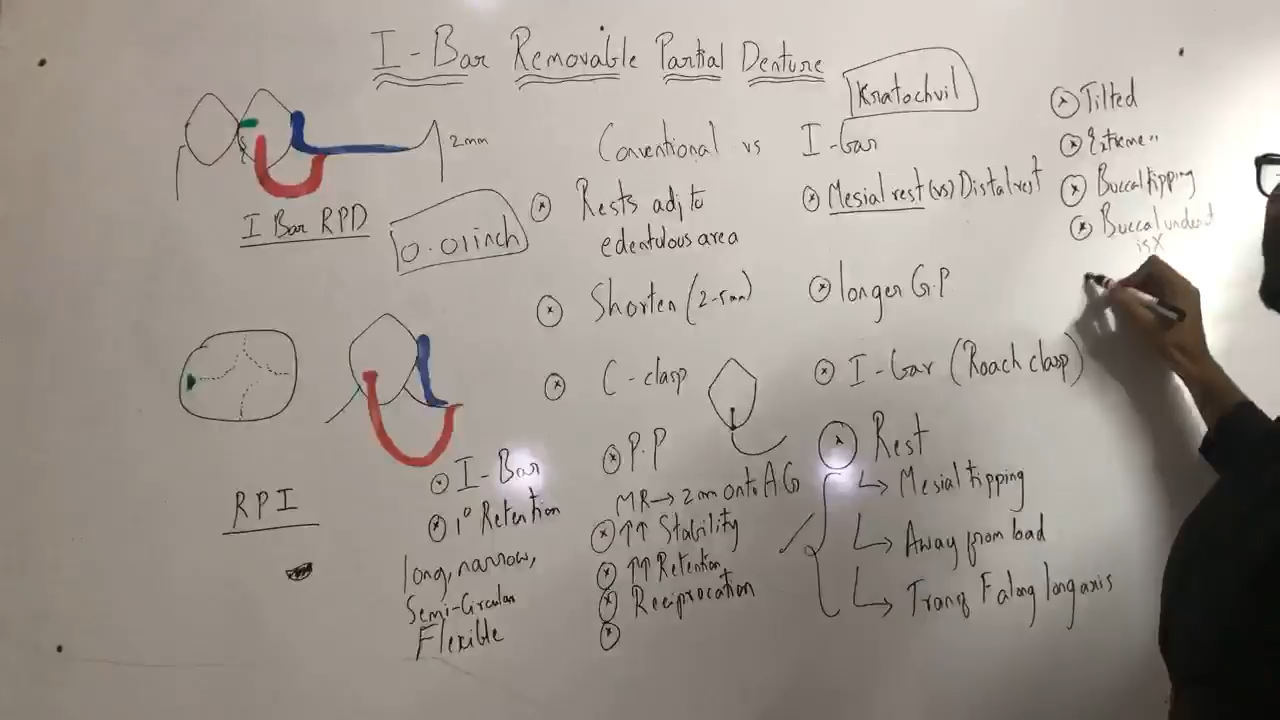 I-Bar Removable Partial Denture
Kratochvil
2mm
I Bar RPD
0.01inch
Conventional vs I-bar
Rests adj to
edentulous area
Mesial rest (vs) Distal rest
Shorten (2-5mm)
longer G.P
C-clasp
I-bar (Roach clasp)
Tilted
Extreme "
Buccal tipping
Buccal undercut
is X
RPI
I-Bar
1° Retention
long, narrow,
Semi-Circular
Flexible
P.P
MR → 2mm onto AG
↑↑ Stability
↑↑ Retention
Reciprocation
Rest
Mesial tipping
Away from load
F along long axis